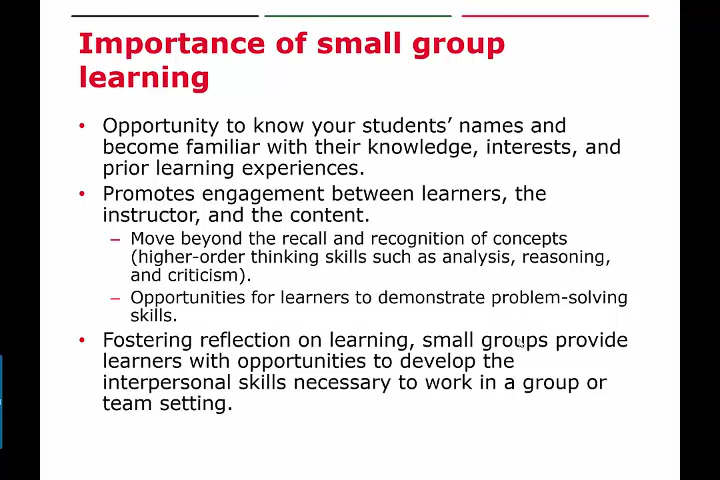 Importance of small group
learning
• Opportunity to know your students’ names and
become familiar with their knowledge, interests, and
prior learning experiences.
• Promotes engagement between learners, the
instructor, and the content.
– Move beyond the recall and recognition of concepts
(higher-order thinking skills such as analysis, reasoning,
and criticism).
– Opportunities for learners to demonstrate problem-solving
skills.
• Fostering reflection on learning, small groups provide
learners with opportunities to develop the
interpersonal skills necessary to work in a group or
team setting.